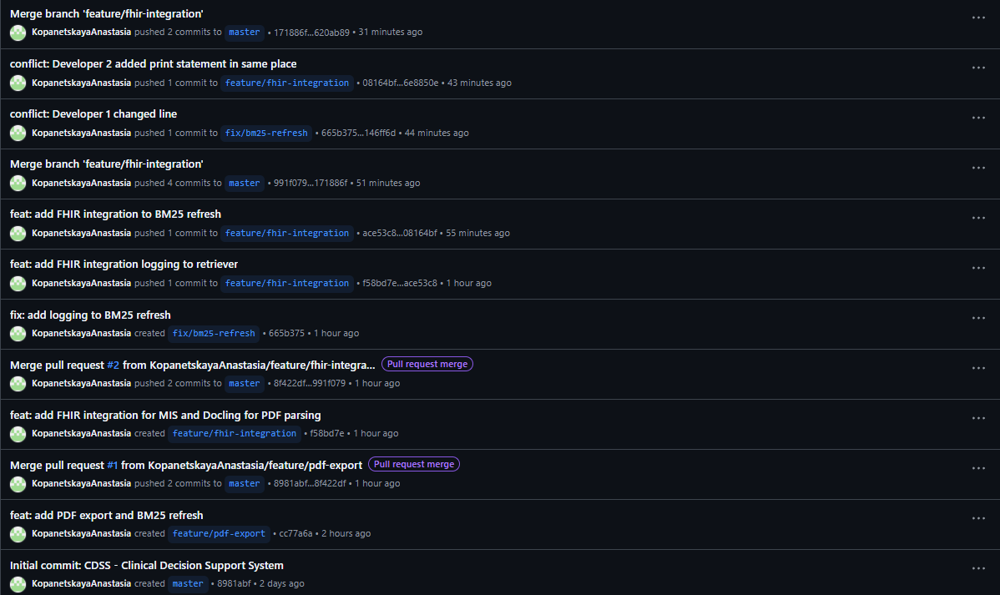 Merge branch 'feature/fhir-integration'
KopanetskayaAnastasia pushed 2 commits to master • 171886f...620ab89 • 31 minutes ago
conflict: Developer 2 added print statement in same place
KopanetskayaAnastasia pushed 1 commit to feature/fhir-integration • 08164bf...6e8850e • 43 minutes ago
conflict: Developer 1 changed line
KopanetskayaAnastasia pushed 1 commit to fix/bm25-refresh • 665b375...146ff6d • 44 minutes ago
Merge branch 'feature/fhir-integration'
KopanetskayaAnastasia pushed 4 commits to master • 991f079...171886f • 51 minutes ago
feat: add FHIR integration to BM25 refresh
KopanetskayaAnastasia pushed 1 commit to feature/fhir-integration • ace53c8...08164bf • 55 minutes ago
feat: add FHIR integration logging to retriever
KopanetskayaAnastasia pushed 1 commit to feature/fhir-integration • f58bd7e...ace53c8 • 1 hour ago
fix: add logging to BM25 refresh
KopanetskayaAnastasia created fix/bm25-refresh • 665b375 • 1 hour ago
Merge pull request #2 from KopanetskayaAnastasia/feature/fhir-integra... Pull request merge
KopanetskayaAnastasia pushed 2 commits to master • 8f422df...991f079 • 1 hour ago
feat: add FHIR integration for MIS and Docling for PDF parsing
KopanetskayaAnastasia created feature/fhir-integration • f58bd7e • 1 hour ago
Merge pull request #1 from KopanetskayaAnastasia/feature/pdf-export Pull request merge
KopanetskayaAnastasia pushed 2 commits to master • 8981abf...8f422df • 1 hour ago
feat: add PDF export and BM25 refresh
KopanetskayaAnastasia created feature/pdf-export • cc77a6a • 2 hours ago
Initial commit: CDSS - Clinical Decision Support System
KopanetskayaAnastasia created master • 8981abf • 2 days ago